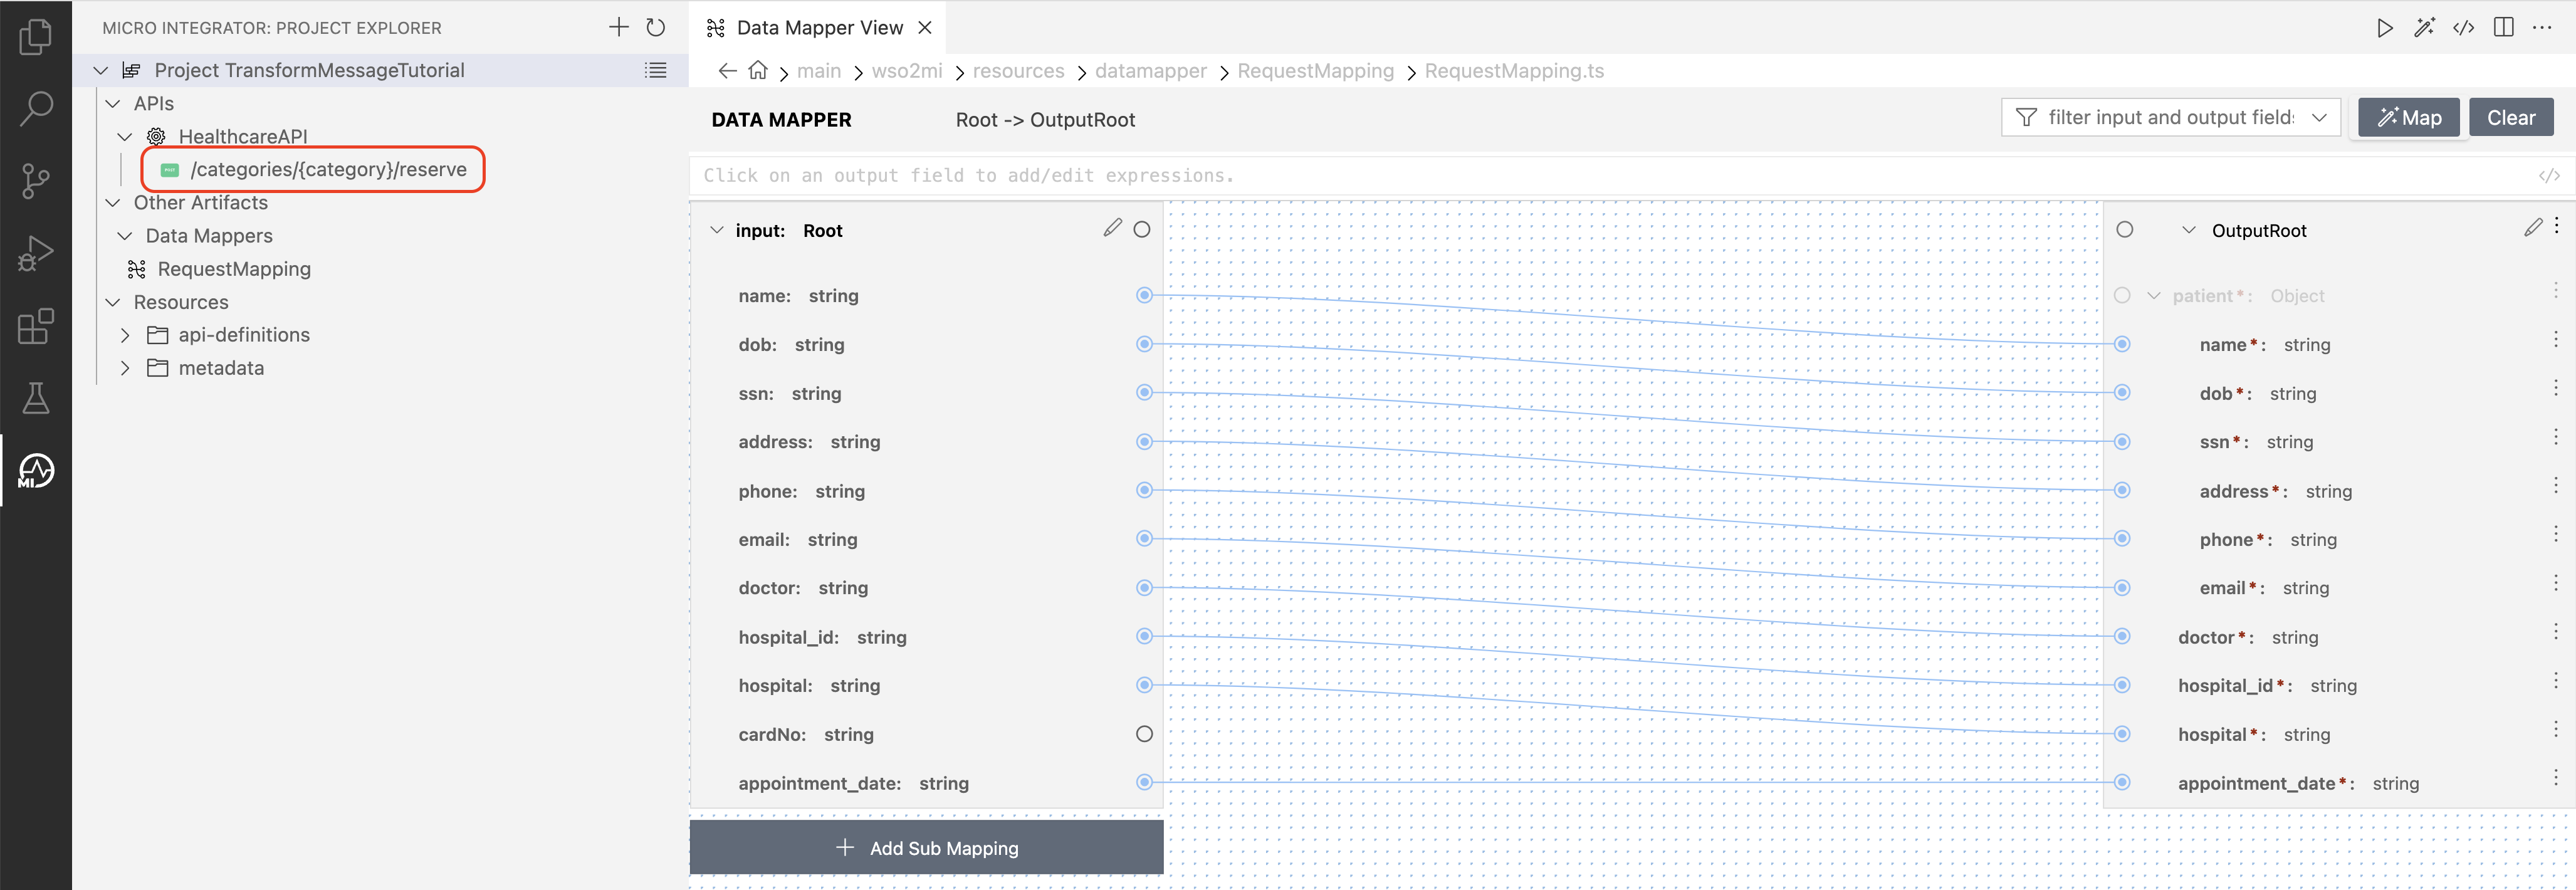 MICRO INTEGRATOR: PROJECT EXPLORER
Project TransformMessageTutorial
APIs
HealthcareAPI
/categories/{category}/reserve
Other Artifacts
Data Mappers
RequestMapping
Resources
api-definitions
metadata
MI
Data Mapper View
main > wso2mi > resources > datamapper > RequestMapping > RequestMapping.ts
DATA MAPPER Root -> OutputRoot
filter input and output field: Map Clear
Click on an output field to add/edit expressions.
input: Root
name: string
dob: string
ssn: string
address: string
phone: string
email: string
doctor: string
hospital_id: string
hospital: string
cardNo: string
appointment_date: string
Add Sub Mapping
OutputRoot
patient*: Object
name*: string
dob*: string
ssn*: string
address*: string
phone*: string
email*: string
doctor*: string
hospital_id*: string
hospital*: string
appointment_date*: string